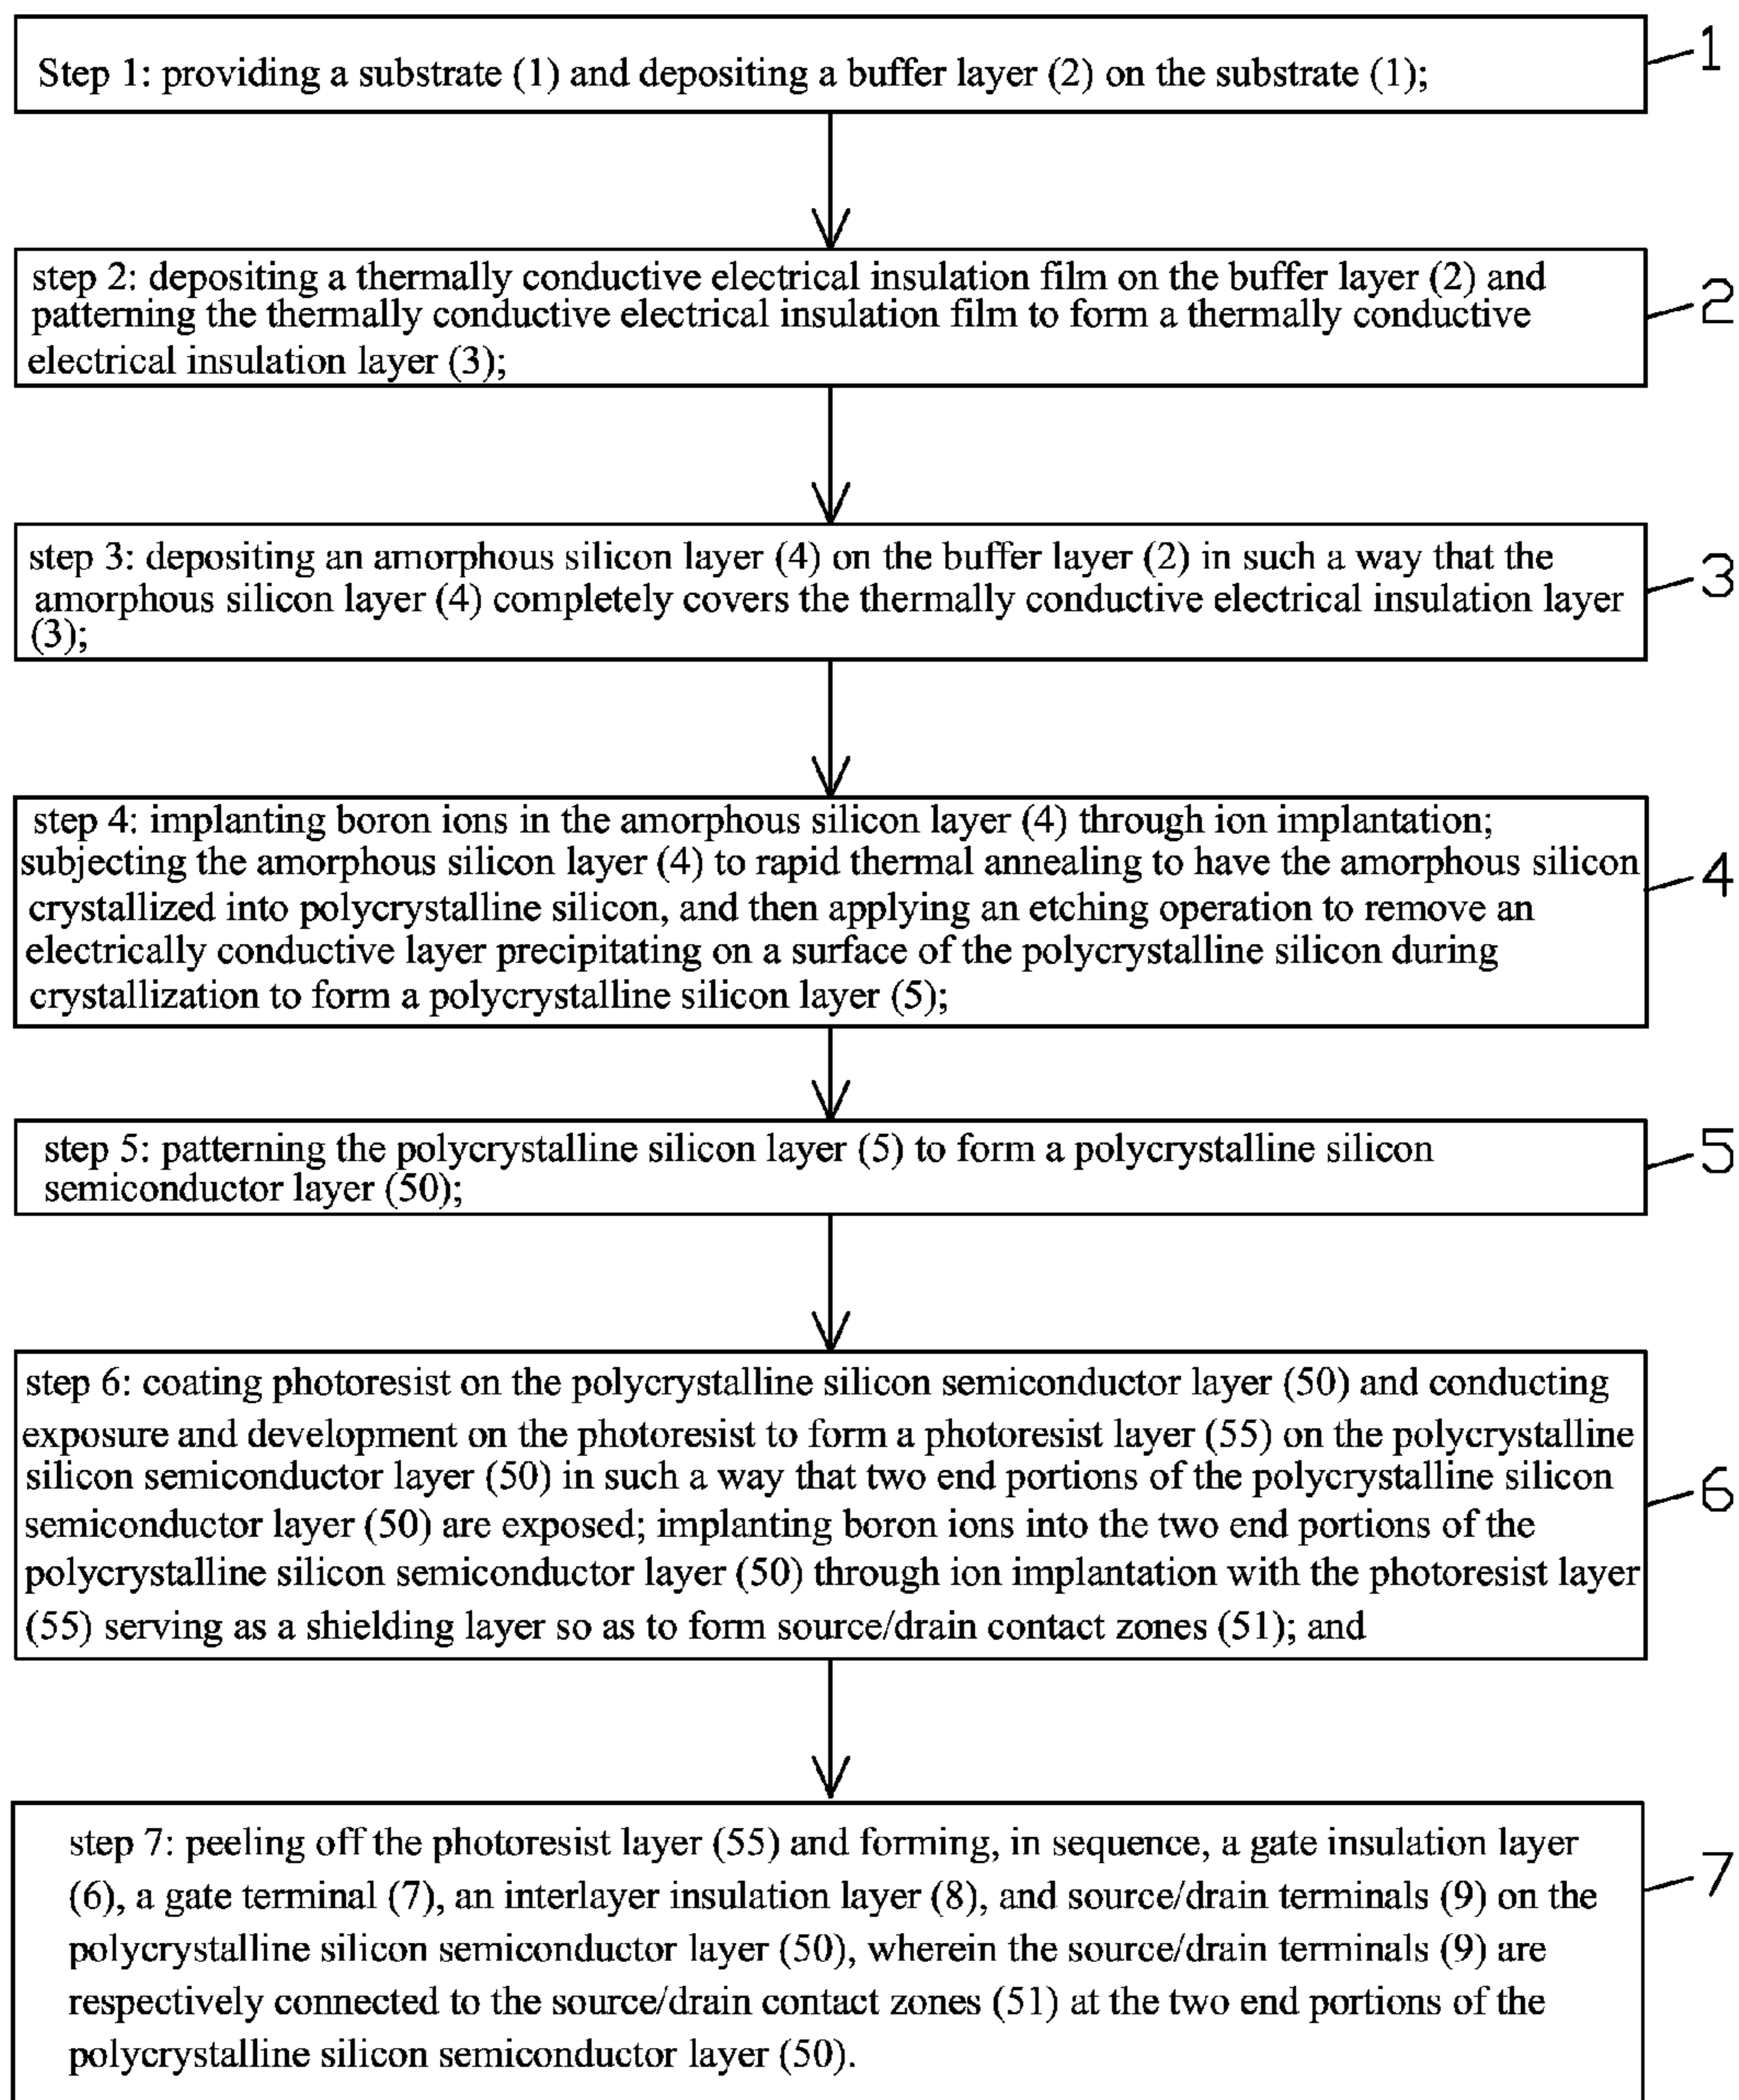 Step 1: providing a substrate (1) and depositing a buffer layer (2) on the substrate (1);
1
step 2: depositing a thermally conductive electrical insulation film on the buffer layer (2) and
patterning the thermally conductive electrical insulation film to form a thermally conductive
electrical insulation layer (3);
2
step 3: depositing an amorphous silicon layer (4) on the buffer layer (2) in such a way that the
amorphous silicon layer (4) completely covers the thermally conductive electrical insulation layer
(3);
3
step 4: implanting boron ions in the amorphous silicon layer (4) through ion implantation;
subjecting the amorphous silicon layer (4) to rapid thermal annealing to have the amorphous silicon
crystallized into polycrystalline silicon, and then applying an etching operation to remove an
electrically conductive layer precipitating on a surface of the polycrystalline silicon during
crystallization to form a polycrystalline silicon layer (5);
4
step 5: patterning the polycrystalline silicon layer (5) to form a polycrystalline silicon
semiconductor layer (50);
5
step 6: coating photoresist on the polycrystalline silicon semiconductor layer (50) and conducting
exposure and development on the photoresist to form a photoresist layer (55) on the polycrystalline
silicon semiconductor layer (50) in such a way that two end portions of the polycrystalline silicon
semiconductor layer (50) are exposed; implanting boron ions into the two end portions of the
polycrystalline silicon semiconductor layer (50) through ion implantation with the photoresist layer
(55) serving as a shielding layer so as to form source/drain contact zones (51); and
6
step 7: peeling off the photoresist layer (55) and forming, in sequence, a gate insulation layer
(6), a gate terminal (7), an interlayer insulation layer (8), and source/drain terminals (9) on the
polycrystalline silicon semiconductor layer (50), wherein the source/drain terminals (9) are
respectively connected to the source/drain contact zones (51) at the two end portions of the
polycrystalline silicon semiconductor layer (50).
7